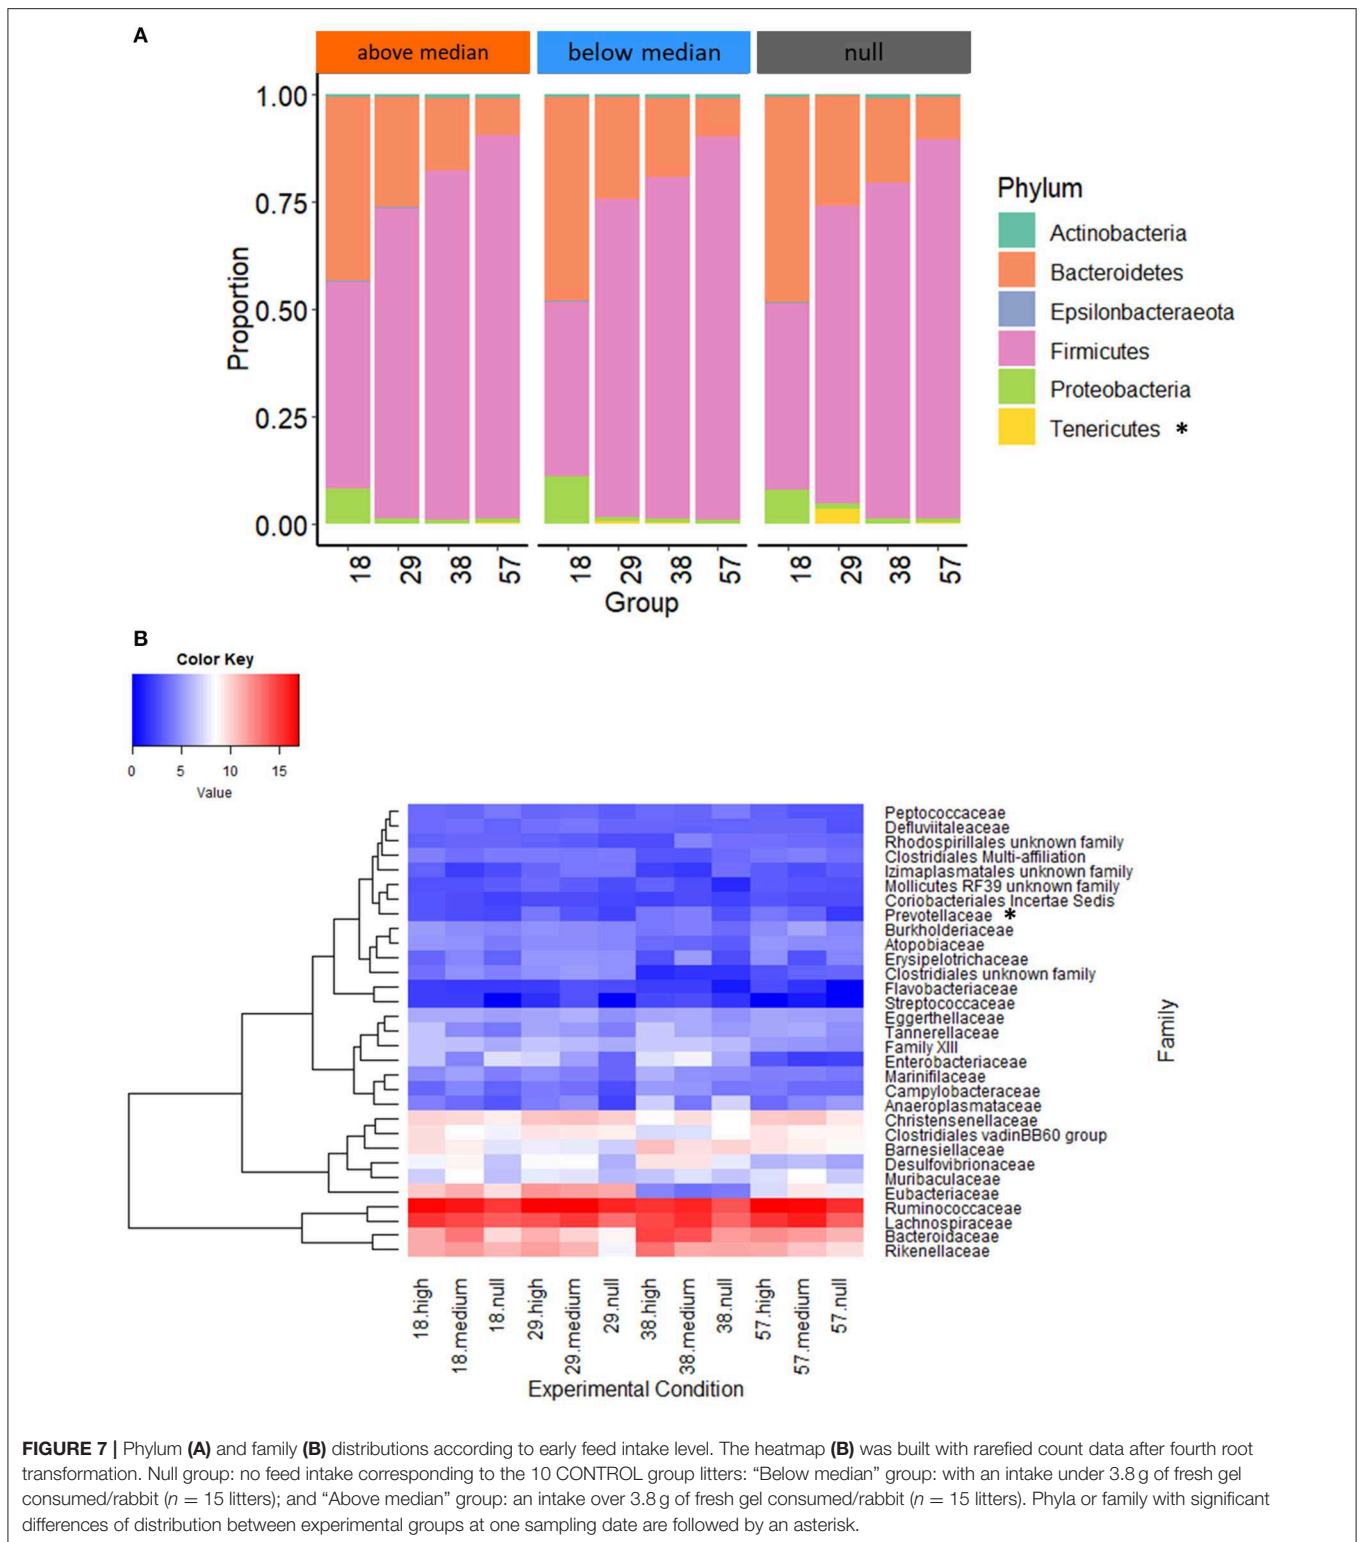 A
above median
below median
null
1.00
0.75
0.50
0.25
0.00
Proportion
18
29
38
57
18
29
38
57
18
29
38
57
Group
Phylum
Actinobacteria
Bacteroidetes
Epsilonbacteraeota
Firmicutes
Proteobacteria
Tenericutes *
B
Color Key
0 5 10 15
Value
Peptococcaceae
Defluviitaleaceae
Rhodospirillales unknown family
Clostridiales Multi-affiliation
Izimaplasmatales unknown family
Mollicutes RF39 unknown family
Coriobacteriales Incertae Sedis
Prevotellaceae *
Burkholderiaceae
Atopobiaceae
Erysipelotrichaceae
Clostridiales unknown family
Flavobacteriaceae
Streptococcaceae
Eggerthellaceae
Tannerellaceae
Family XIII
Enterobacteriaceae
Marinifilaceae
Campylobacteraceae
Anaeroplasmataceae
Christensenellaceae
Clostridiales vadinBB60 group
Barnesiellaceae
Desulfovibrionaceae
Muribaculaceae
Eubacteriaceae
Ruminococcaceae
Lachnospiraceae
Bacteroidaceae
Rikenellaceae
Family
18.high
18.medium
18.null
29.high
29.medium
29.null
38.high
38.medium
38.null
57.high
57.medium
57.null
Experimental Condition
FIGURE 7 | Phylum (A) and family (B) distributions according to early feed intake level. The heatmap (B) was built with rarefied count data after fourth root
transformation. Null group: no feed intake corresponding to the 10 CONTROL group litters: “Below median” group: with an intake under 3.8 g of fresh gel
consumed/rabbit (n = 15 litters); and “Above median” group: an intake over 3.8 g of fresh gel consumed/rabbit (n = 15 litters). Phyla or family with significant
differences of distribution between experimental groups at one sampling date are followed by an asterisk.